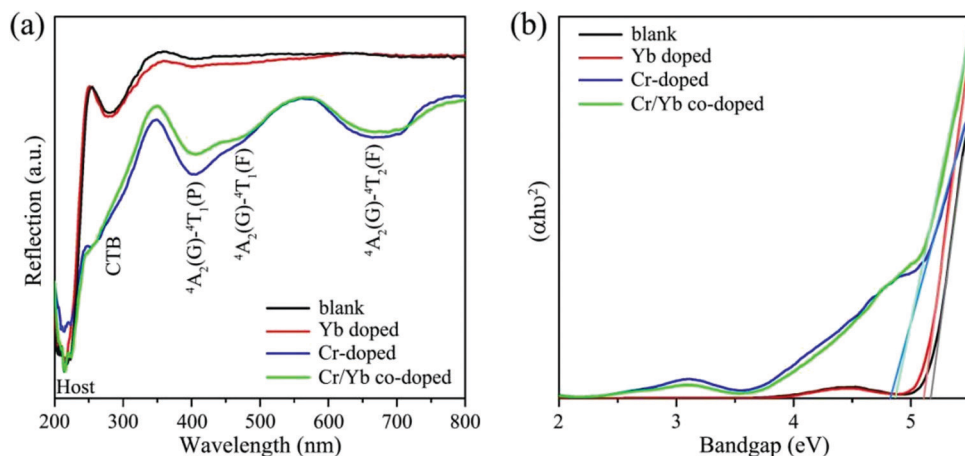 (a)
Reflection (a.u.)
Host
CTB
⁴A₂(G)-⁴T₁(P)
⁴A₂(G)-⁴T₁(F)
⁴A₂(G)-⁴T₂(F)
blank
Yb doped
Cr-doped
Cr/Yb co-doped
200 300 400 500 600 700 800
Wavelength (nm)
(b)
blank
Yb doped
Cr-doped
Cr/Yb co-doped
(αhυ²)
2 3 4 5
Bandgap (eV)